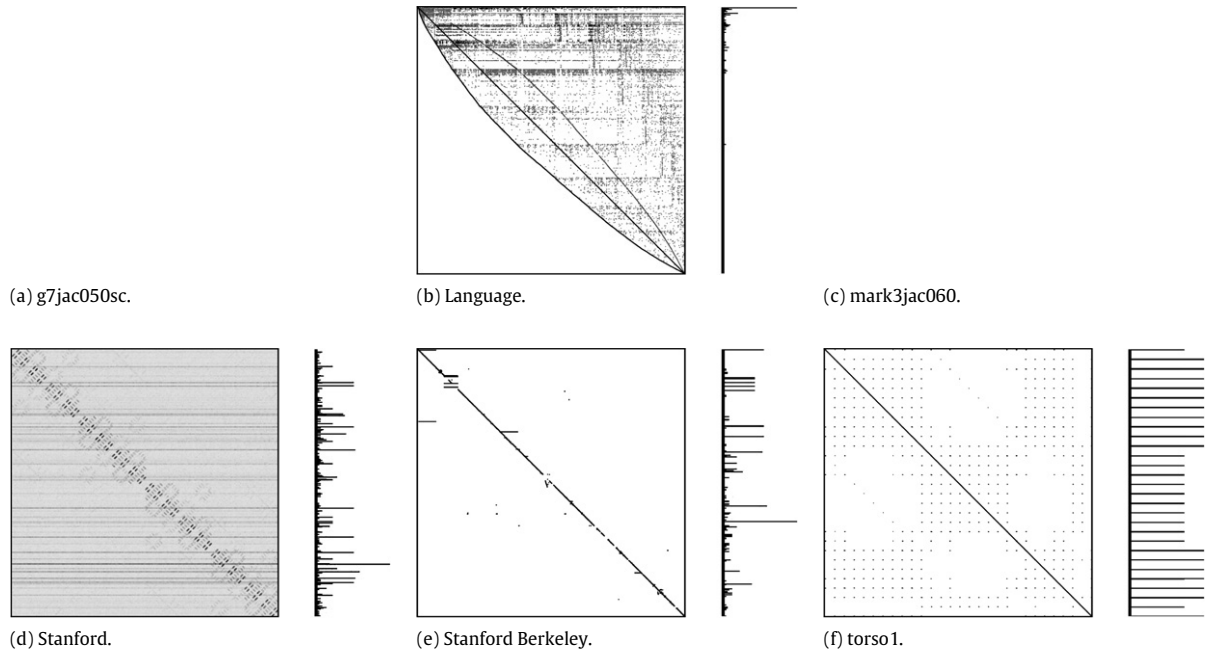 (a) g7jac050sc.
(b) Language.
(c) mark3jac060.
(d) Stanford.
(e) Stanford Berkeley.
(f) torso1.